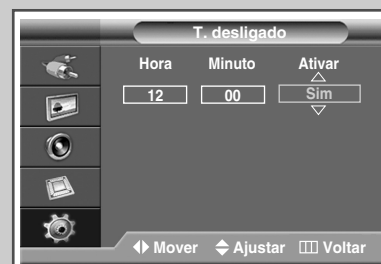 T. desligado
Hora Minuto Ativar
12 00 Sim
Mover Ajustar Voltar